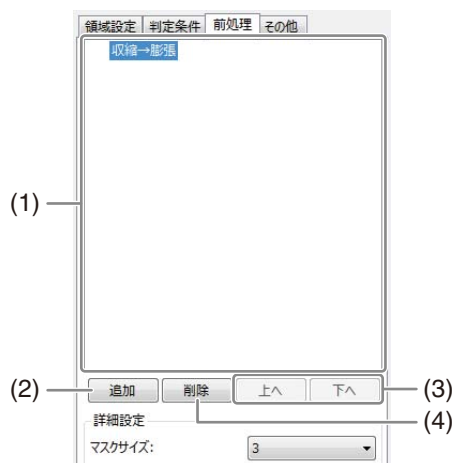 領域設定 判定条件 前処理 その他
収縮→膨張
(1)
(2) 追加 削除 上へ 下へ (3)
(4)
詳細設定
マスクサイズ: 3